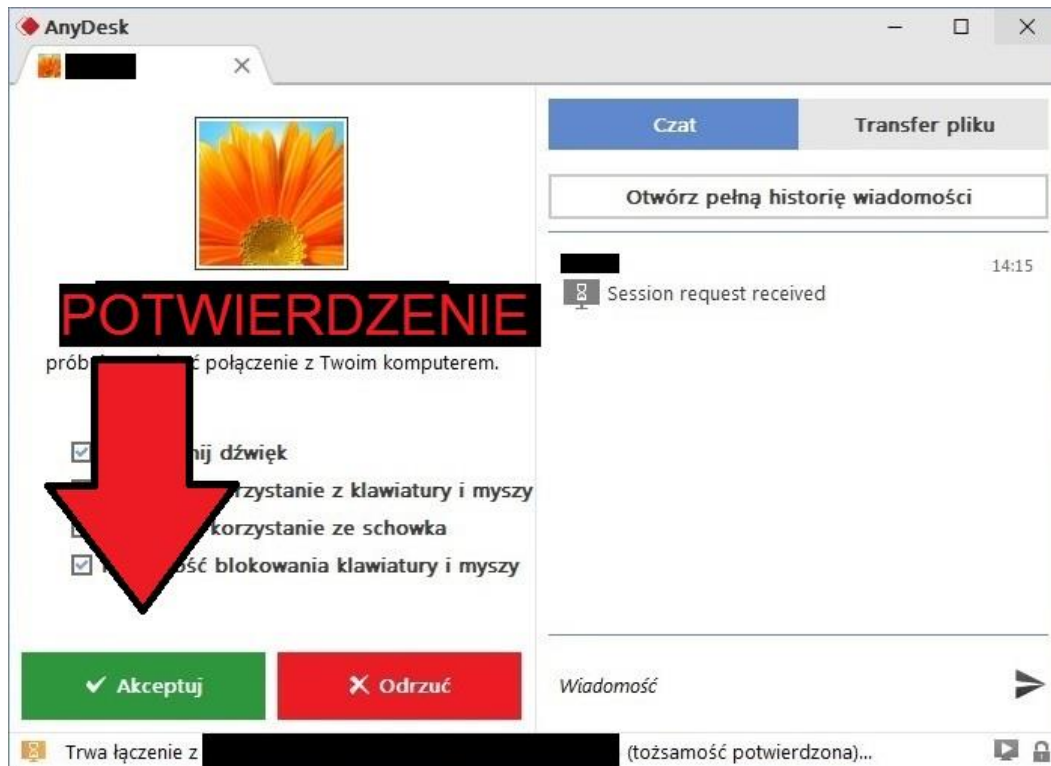 AnyDesk
Czat
Transfer pliku
Otwórz pełną historię wiadomości
14:15
Session request received
POTWIERDZENIE
połączenie z Twoim komputerem.
dźwięk
korzystanie z klawiatury i myszy
korzystanie ze schowka
blokowania klawiatury i myszy
Akceptuj
Odrzuć
Wiadomość
Trwa łączenie z
(tożsamość potwierdzona)...